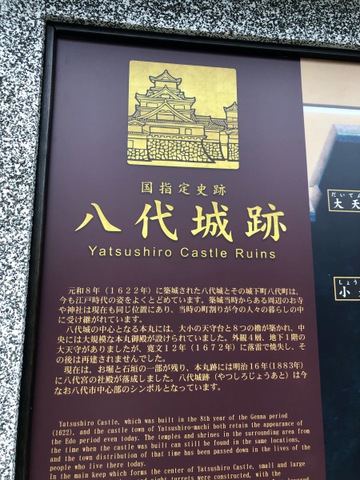 国指定史跡
八代城跡
Yatsushiro Castle Ruins
元和8年(1622年)に築城された八代城とその城下町八代町は、
今も江戸時代の姿をよくとどめています。築城当時からある周辺のお寺
や神社は現在も同じ位置にあり、当時の町割りが今の人々の暮らしの中
に受け継がれています。
八代城の中心となる本丸には、大小の天守台と8つの櫓が築かれ、中
央には大規模な本丸御殿が設けられていました。外観4層、地下1階の
大天守がありましたが、寛文12年(1672年)に落雷で焼失し、そ
の後は再建されませんでした。
現在は、お堀と石垣の一部が残り、本丸跡には明治16年(1883年)
に八代宮の社殿が落成しました。八代城跡(やつしろじょうあと)は今
なお八代市中心部のシンボルとなっています。
Yatsushiro Castle, which was built in the 8th year of the Genna period
(1622), and the castle town of Yatsushiro-machi both retain the appearance of
the Edo period even today. The temples and shrines in the surrounding area from
the time when the castle was built can still be found in the same locations,
and the town distribution of that time has been passed down in the lives of the
people who live there today.
In the main keep which forms the center of Yatsushiro Castle, small and large
turrets were constructed, with the
だいてん
大天
しょう
小